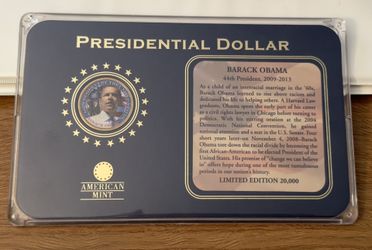 PRESIDENTIAL DOLLAR
BARACK OBAMA
44th President, 2009-2013
As a child of an interracial marriage in the '60s,
Barack Obama learned to rise above racism and
dedicated his life to helping others. A Harvard Law
graduate, Obama spent the early part of his career
as a civil rights lawyer in Chicago before turning to
politics. With his stirring session at the 2004
Democratic National Convention, he gained
national attention and a seat in the U.S. Senate. Four
short years later—on November 4, 2008—Barack
Obama tore down the racial divide by becoming the
first African-American to be elected President of the
United States. His promise of "change we can believe
in" offers hope during one of the most tumultuous
periods in our nation's history.
LIMITED EDITION 20,000
AMERICAN
MINT